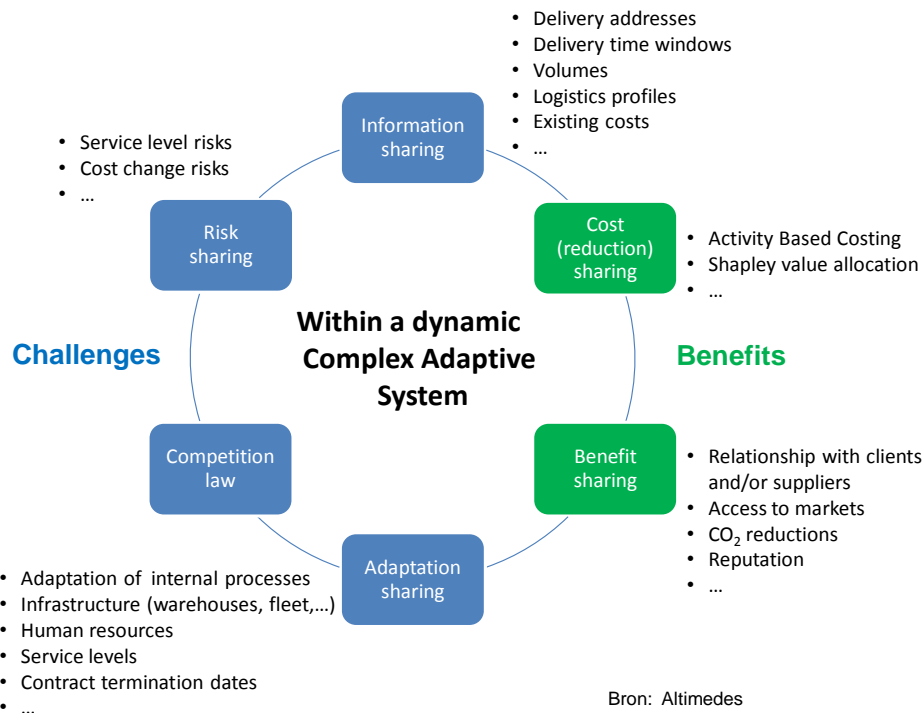 • Delivery addresses
• Delivery time windows
• Volumes
• Logistics profiles
• Existing costs
• ...
Information
sharing
• Service level risks
• Cost change risks
• ...
Risk
sharing
Cost
(reduction)
sharing
• Activity Based Costing
• Shapley value allocation
• ...
Within a dynamic
Complex Adaptive
System
Challenges
Benefits
Competition
law
Benefit
sharing
• Relationship with clients
and/or suppliers
• Access to markets
• CO₂ reductions
• Reputation
• ...
Adaptation
sharing
• Adaptation of internal processes
• Infrastructure (warehouses, fleet,...)
• Human resources
• Service levels
• Contract termination dates
• ...
Bron: Altimedes